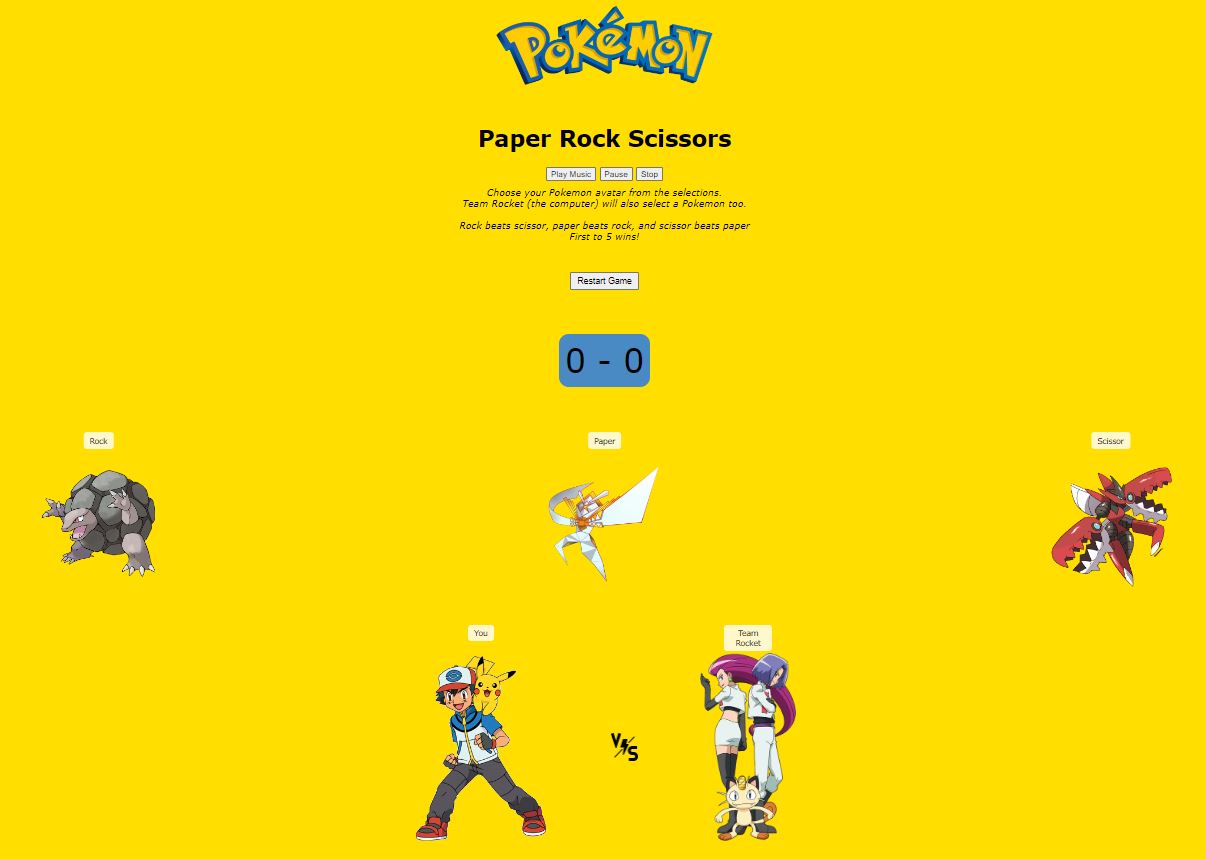 POKéMON
Paper Rock Scissors
Play Music Pause Stop
Choose your Pokemon avatar from the selections.
Team Rocket (the computer) will also select a Pokemon too.
Rock beats scissor, paper beats rock, and scissor beats paper
First to 5 wins!
Restart Game
0 - 0
Rock Paper Scissor
You
Team
Rocket
VS